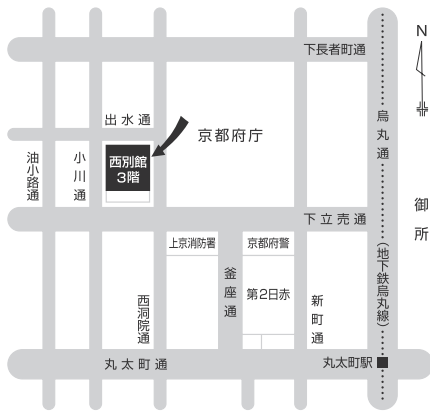 下長者町通
N
烏丸通
出水通
京都府庁
西別館
3階
油小路通
小川通
御所
下立売通
上京消防署
京都府警
(地下鉄烏丸線)
釜座通
第2日赤
西洞院通
新町通
丸太町通
丸太町駅